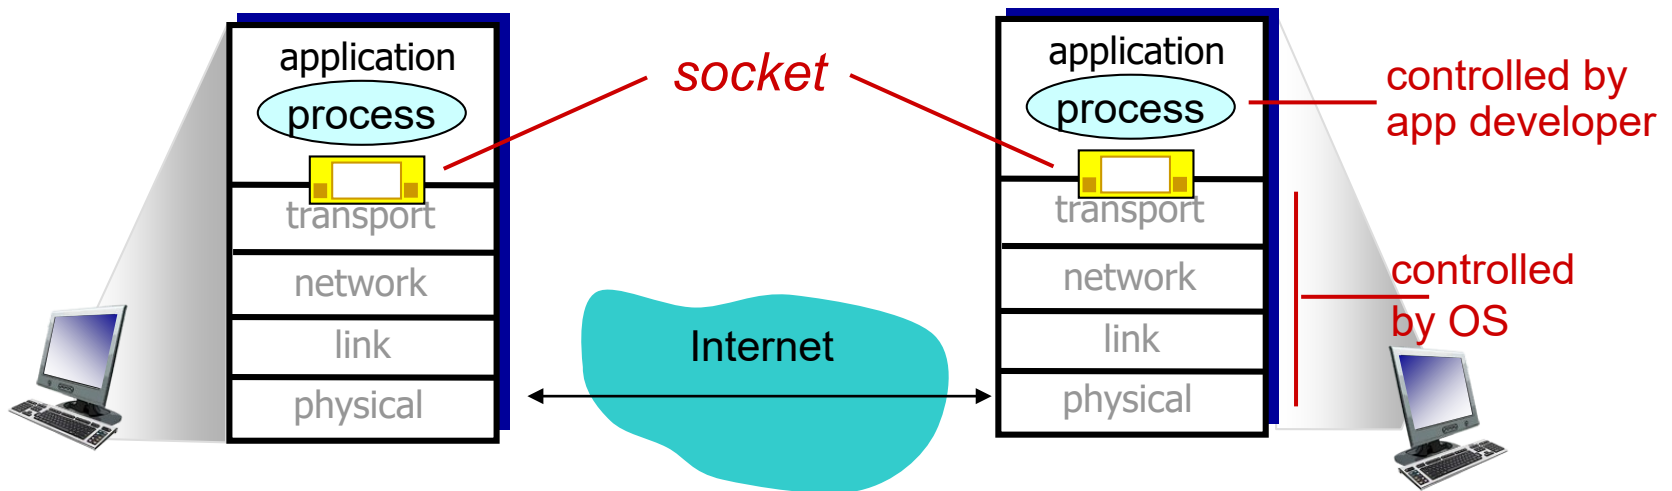 application
process
transport
network
link
physical
socket
Internet
application
process
transport
network
link
physical
controlled by
app developer
controlled
by OS